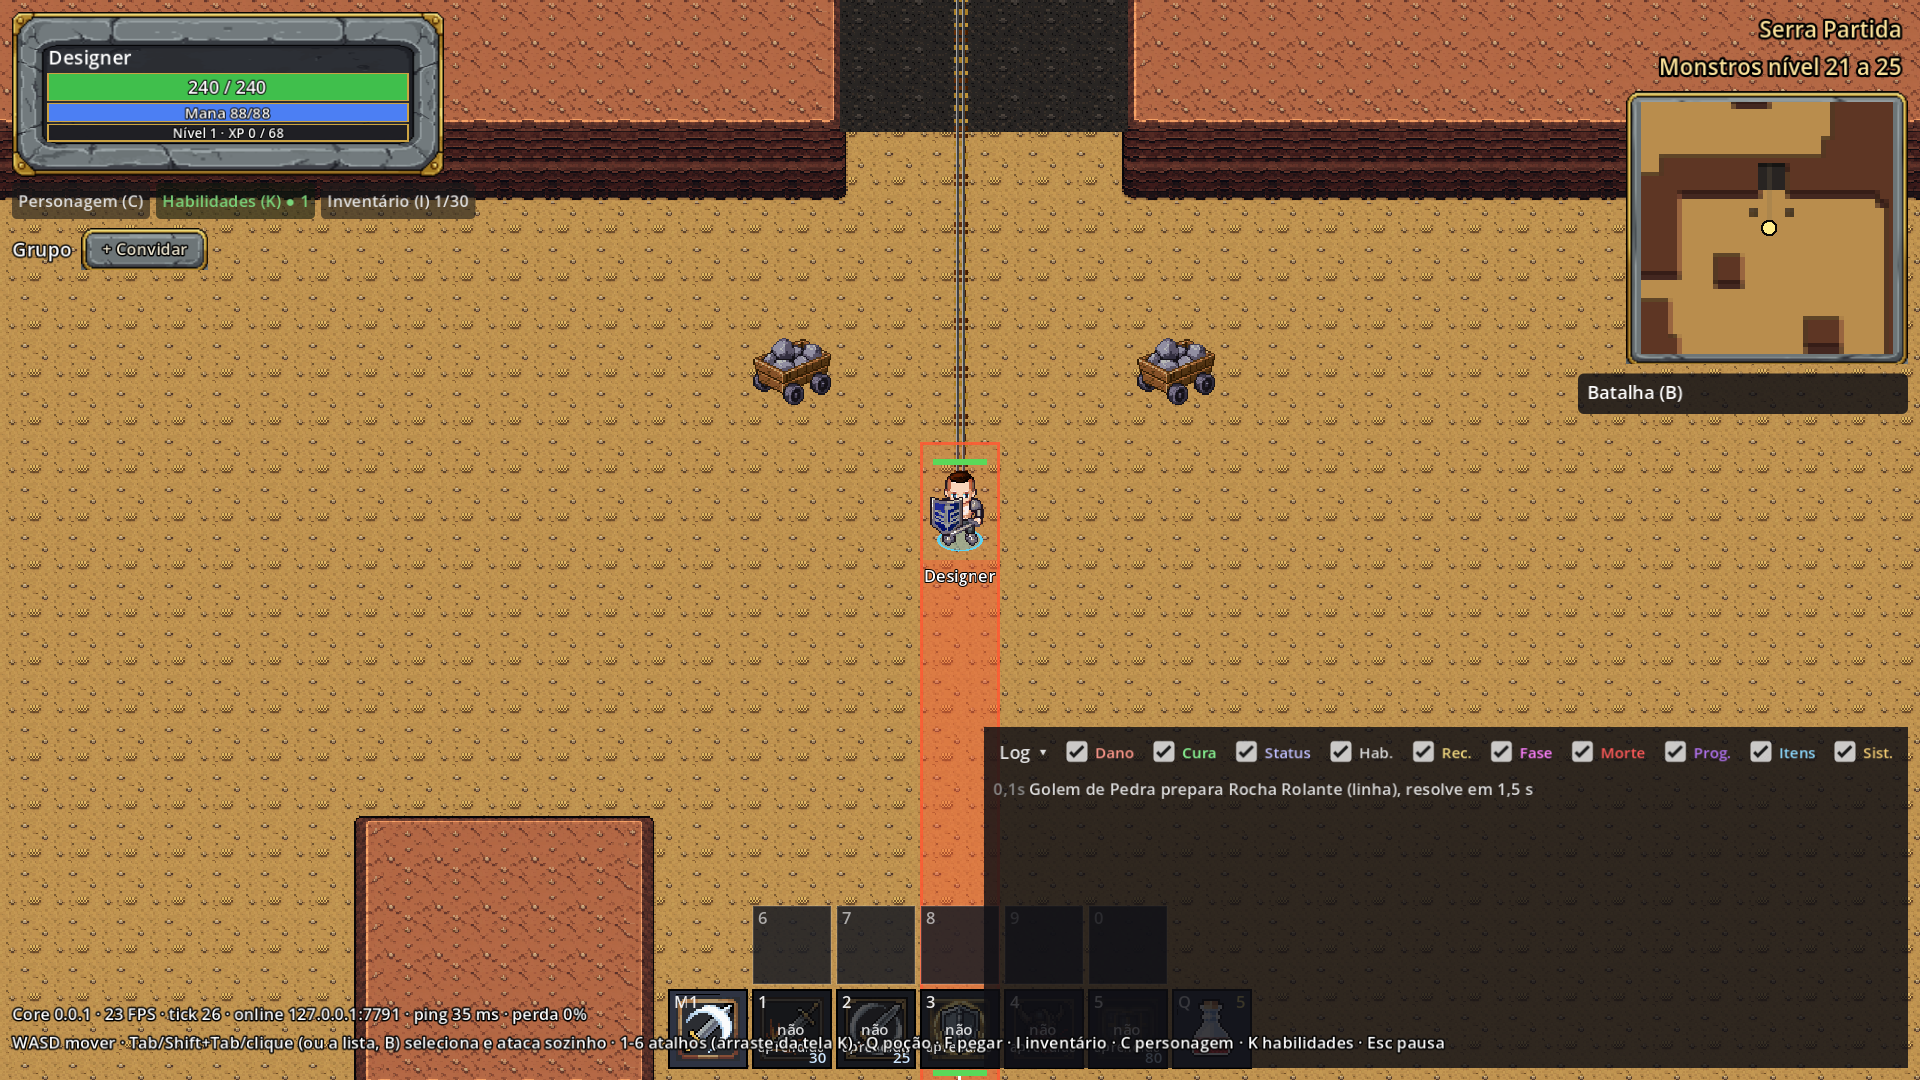 Designer
240 / 240
Mana 88/88
Nível 1 · XP 0 / 68
Personagem (C)
Habilidades (K) ● 1
Inventário (I) 1/30
Grupo
+ Convidar
Serra Partida
Monstros nível 21 a 25
Batalha (B)
Designer
Log ▾ Dano Cura Status Hab. Rec. Fase Morte Prog. Itens Sist.
0,1s Golem de Pedra prepara Rocha Rolante (linha), resolve em 1,5 s
6 7 8 9 0
M1 1 2 3 4 5 Q 5
não não não não não
30 25 80
Core 0.0.1 · 23 FPS · tick 26 · online 127.0.0.1:7791 · ping 35 ms · perda 0%
WASD mover · Tab/Shift+Tab/clique (ou a lista, B) seleciona e ataca sozinho · 1-6 atalhos (arraste da tela K) · Q poção · F pegar · I inventário · C personagem · K habilidades · Esc pausa